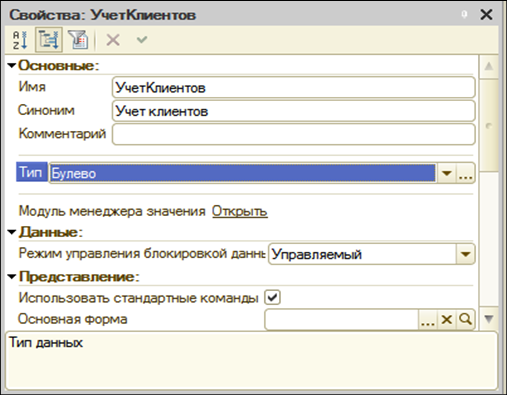 Свойства: УчетКлиентов
Основные:
Имя УчетКлиентов
Синоним Учет клиентов
Комментарий
Тип Булево
Модуль менеджера значения Открыть
Данные:
Режим управления блокировкой данны Управляемый
Представление:
Использовать стандартные команды
Основная форма
Тип данных